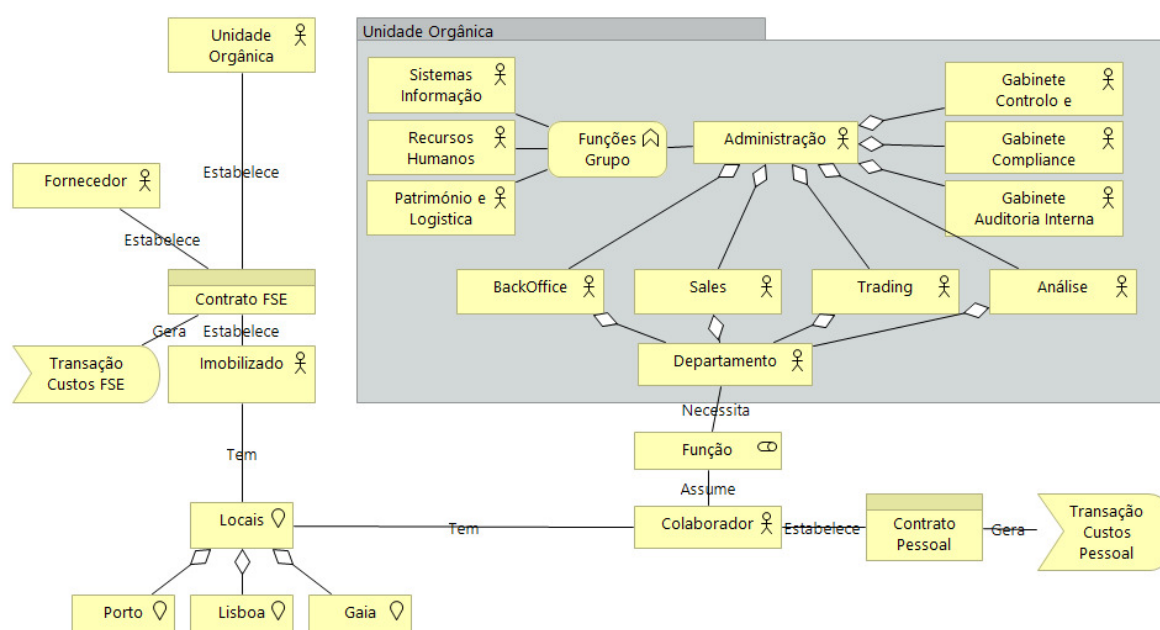 Unidade
Orgânica
Unidade Orgânica
Sistemas
Informação
Recursos
Humanos
Património e
Logistica
Funções
Grupo
Administração
Gabinete
Controlo e
Gabinete
Compliance
Gabinete
Auditoria Interna
Fornecedor
Estabelece
Estabelece
BackOffice
Sales
Trading
Análise
Contrato FSE
Gera
Estabelece
Transação
Custos FSE
Imobilizado
Departamento
Necessita
Função
Tem
Assume
Locais
Tem
Colaborador
Estabelece
Contrato
Pessoal
Gera
Transação
Custos
Pessoal
Porto
Lisboa
Gaia